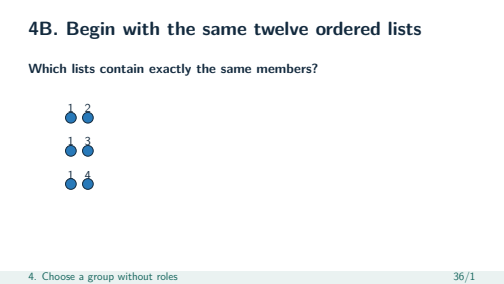 4B. Begin with the same twelve ordered lists
Which lists contain exactly the same members?
1 2
1 3
1 4
4. Choose a group without roles 36/1